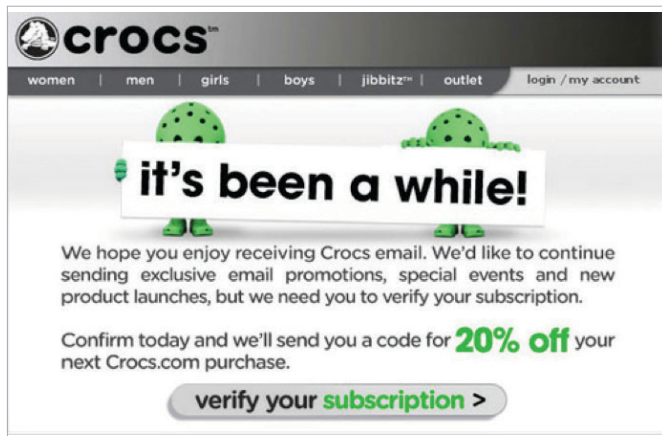 crocs™
women | men | girls | boys | jibbitz™ | outlet login / my account
it's been a while!
We hope you enjoy receiving Crocs email. We'd like to continue
sending exclusive email promotions, special events and new
product launches, but we need you to verify your subscription.
Confirm today and we'll send you a code for 20% off your
next Crocs.com purchase.
verify your subscription >